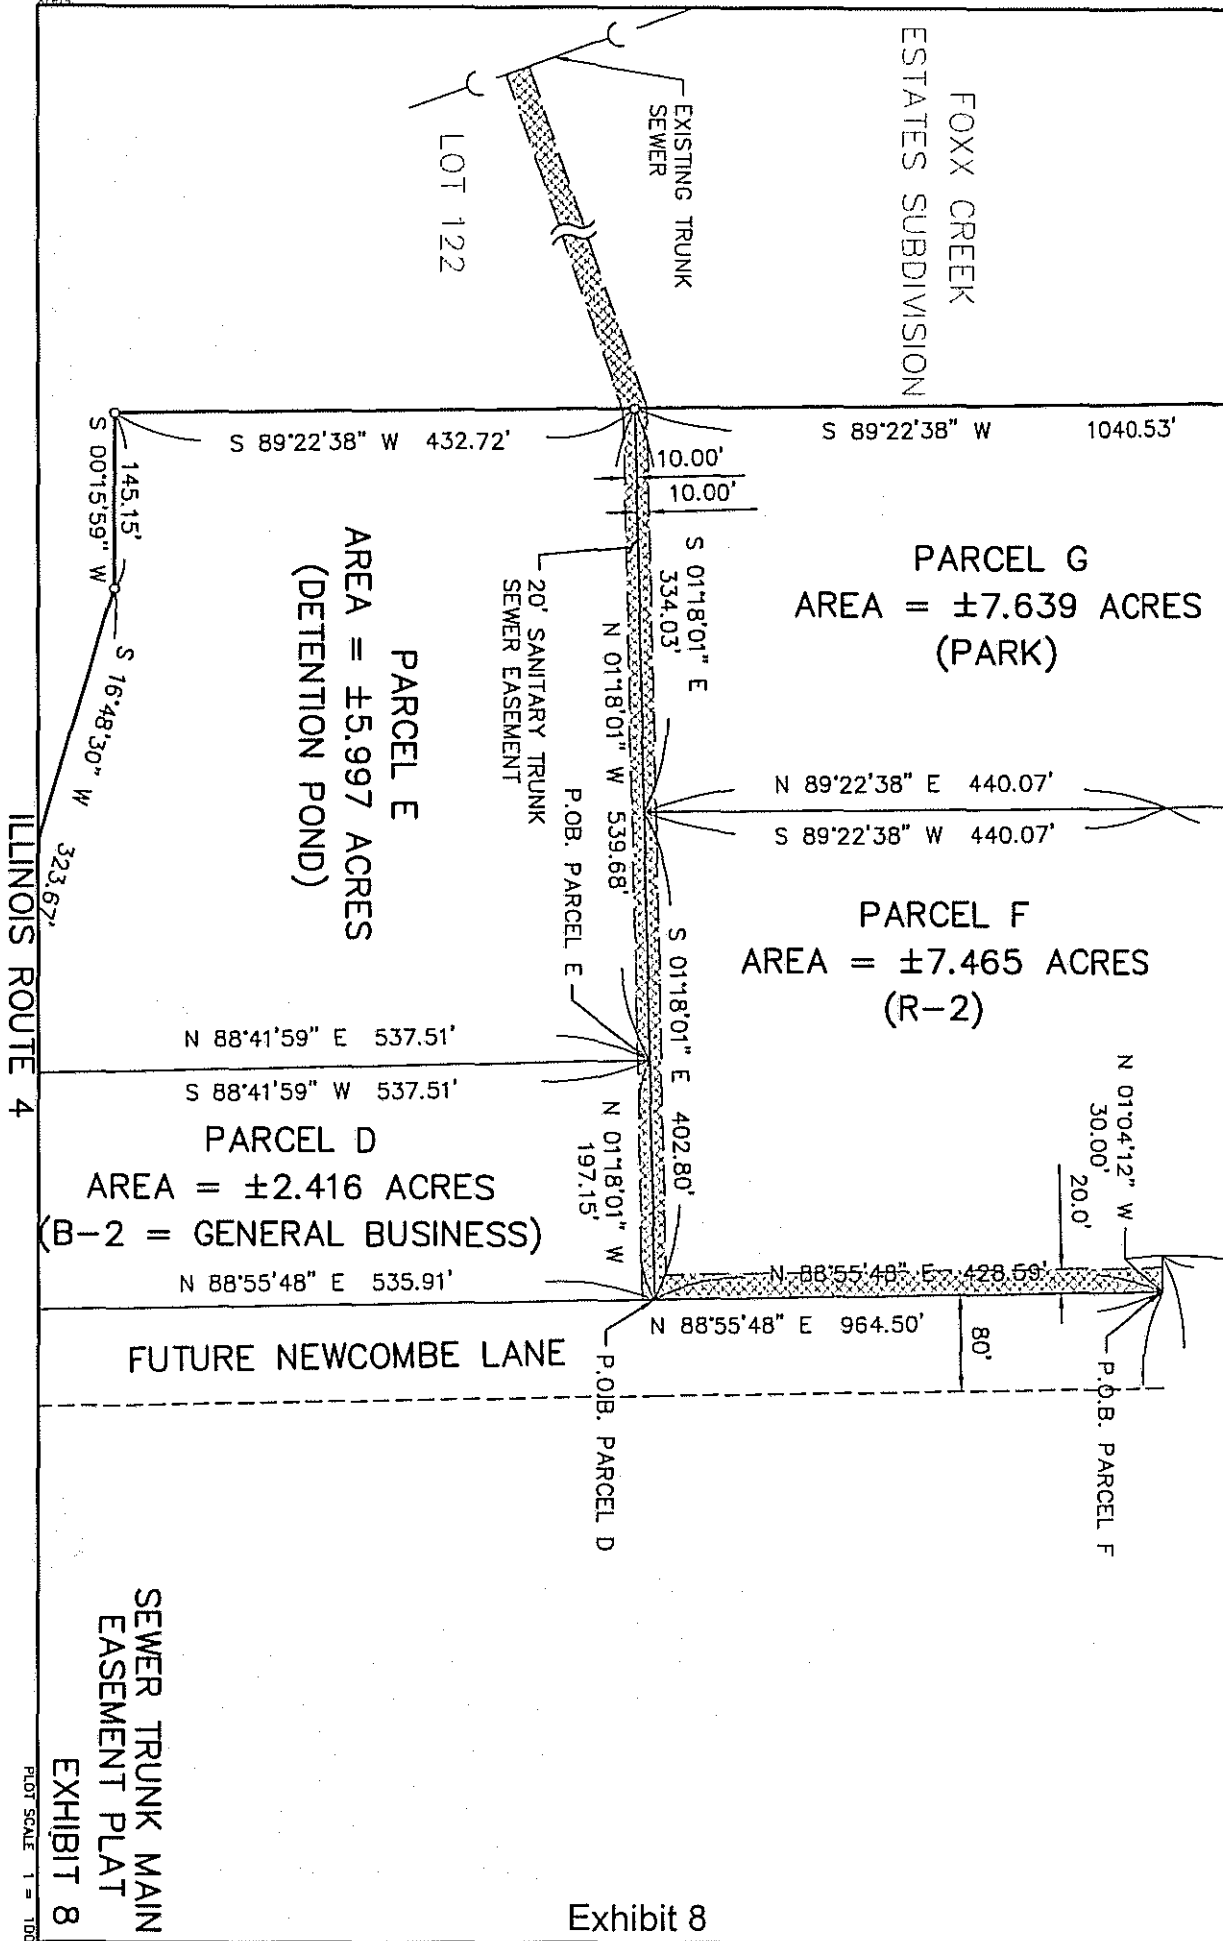 FOXX CREEK
ESTATES SUBDIVISION
EXISTING TRUNK
SEWER
LOT 122
S 89°22'38" W 432.72'
S 89°22'38" W 1040.53'
10.00'
10.00'
145.15'
S 00°15'59" W
S 16°48'30" W 323.67'
PARCEL G
AREA = ±7.639 ACRES
(PARK)
S 01°18'01" E
334.03'
20' SANITARY TRUNK
SEWER EASEMENT
N 01°18'01" W 539.68'
PARCEL E
AREA = ±5.997 ACRES
(DETENTION POND)
P.OB. PARCEL E
N 89°22'38" E 440.07'
S 89°22'38" W 440.07'
PARCEL F
AREA = ±7.465 ACRES
(R-2)
S 01°18'01" E 402.80'
N 88°41'59" E 537.51'
S 88°41'59" W 537.51'
PARCEL D
AREA = ±2.416 ACRES
(B-2 = GENERAL BUSINESS)
N 01°18'01" W
197.15'
N 01°04'12" W
30.00'
20.0'
N 88°55'48" E 535.91'
N 88°55'48" E 428.59'
N 88°55'48" E 964.50'
80'
FUTURE NEWCOMBE LANE
P.O.B. PARCEL D
P.O.B. PARCEL F
ILLINOIS ROUTE 4
SEWER TRUNK MAIN
EASEMENT PLAT
EXHIBIT 8
PLOT SCALE 1 = 100
Exhibit 8